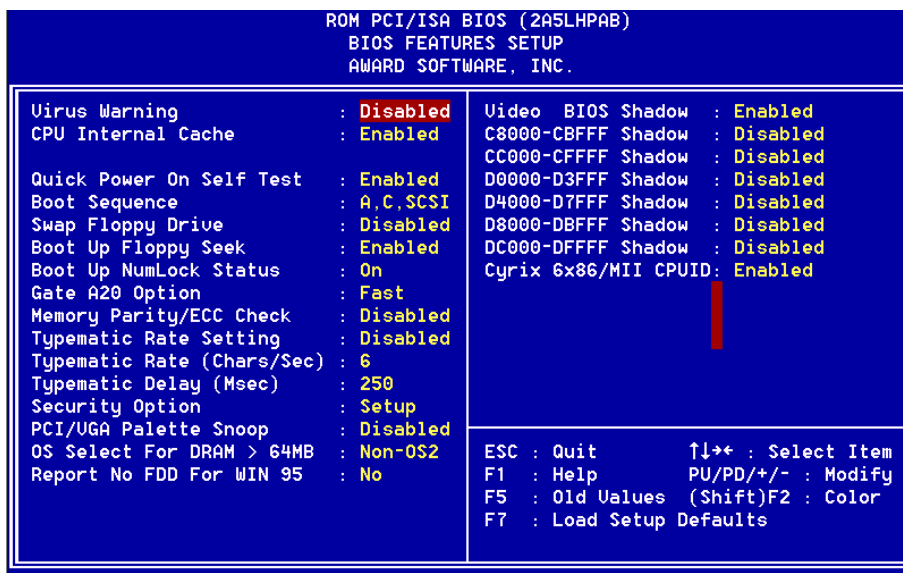 ROM PCI/ISA BIOS (2A5LHPAB)
BIOS FEATURES SETUP
AWARD SOFTWARE, INC.
Virus Warning : Disabled
CPU Internal Cache : Enabled
Quick Power On Self Test : Enabled
Boot Sequence : A,C,SCSI
Swap Floppy Drive : Disabled
Boot Up Floppy Seek : Enabled
Boot Up NumLock Status : On
Gate A20 Option : Fast
Memory Parity/ECC Check : Disabled
Typematic Rate Setting : Disabled
Typematic Rate (Chars/Sec) : 6
Typematic Delay (Msec) : 250
Security Option : Setup
PCI/VGA Palette Snoop : Disabled
OS Select For DRAM > 64MB : Non-OS2
Report No FDD For WIN 95 : No
Video BIOS Shadow : Enabled
C8000-CBFFF Shadow : Disabled
CC000-CFFFF Shadow : Disabled
D0000-D3FFF Shadow : Disabled
D4000-D7FFF Shadow : Disabled
D8000-DBFFF Shadow : Disabled
DC000-DFFFF Shadow : Disabled
Cyrix 6x86/MII CPUID: Enabled
ESC : Quit ↑↓→← : Select Item
F1 : Help PU/PD/+/- : Modify
F5 : Old Values (Shift)F2 : Color
F7 : Load Setup Defaults